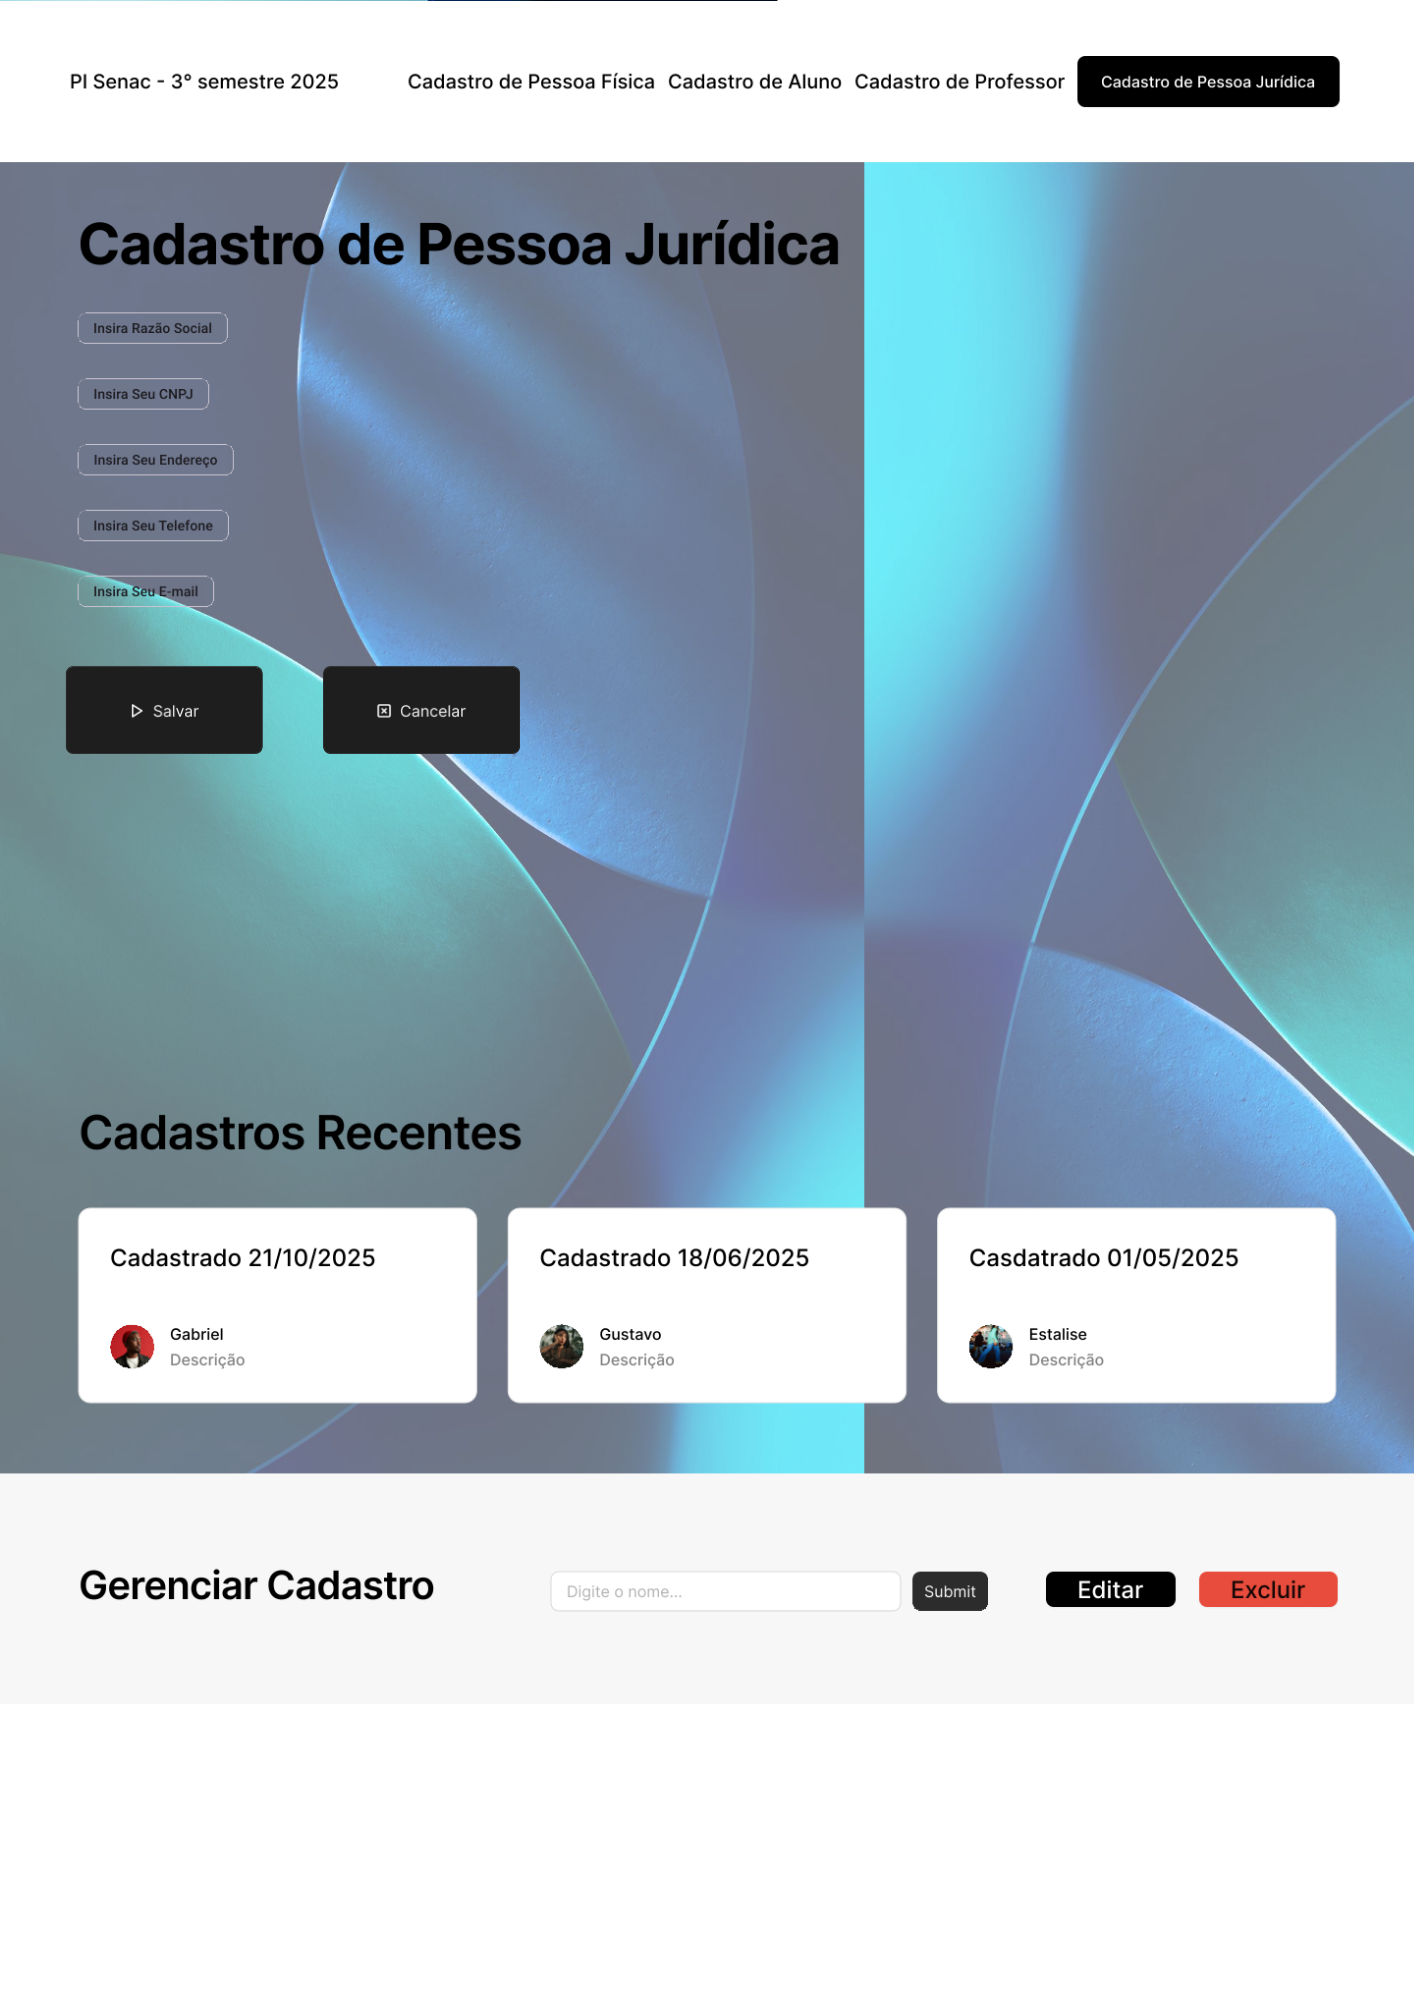 PI Senac - 3° semestre 2025
Cadastro de Pessoa Física Cadastro de Aluno Cadastro de Professor Cadastro de Pessoa Jurídica
Cadastro de Pessoa Jurídica
Insira Razão Social
Insira Seu CNPJ
Insira Seu Endereço
Insira Seu Telefone
Insira Seu E-mail
Salvar
Cancelar
Cadastros Recentes
Cadastrado 21/10/2025
Gabriel
Descrição
Cadastrado 18/06/2025
Gustavo
Descrição
Casdatrado 01/05/2025
Estalise
Descrição
Gerenciar Cadastro
Digite o nome...
Submit
Editar
Excluir